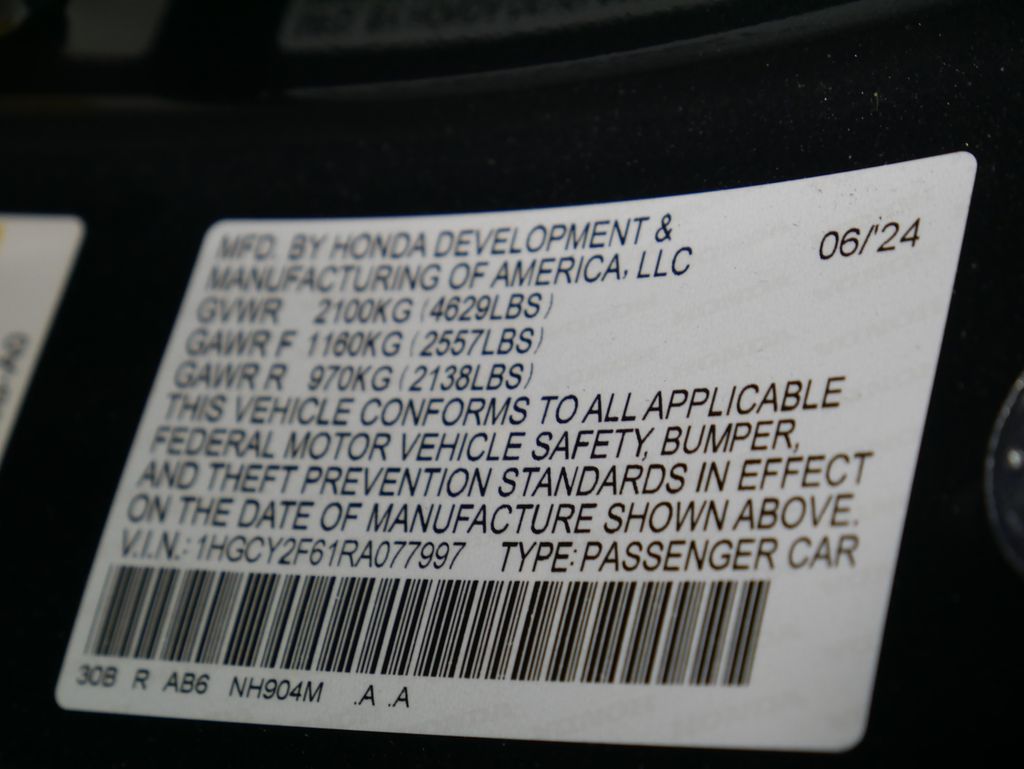 MFD. BY HONDA DEVELOPMENT &
MANUFACTURING OF AMERICA, LLC
06/'24
GVWR 2100KG (4629LBS)
GAWR F 1160KG (2557LBS)
GAWR R 970KG (2138LBS)
THIS VEHICLE CONFORMS TO ALL APPLICABLE
FEDERAL MOTOR VEHICLE SAFETY, BUMPER,
AND THEFT PREVENTION STANDARDS IN EFFECT
ON THE DATE OF MANUFACTURE SHOWN ABOVE.
V.I.N.: 1HGCY2F61RA077997 TYPE: PASSENGER CAR
30B R AB6 NH904M .A .A